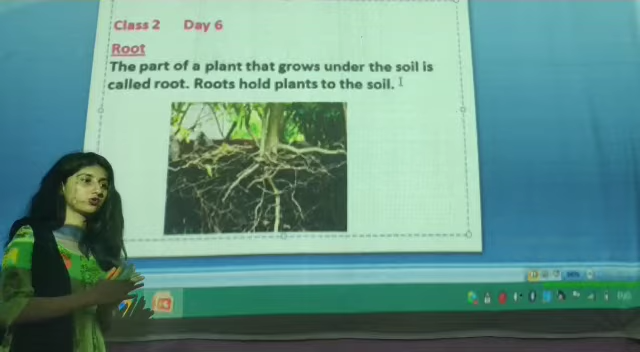 Class 2 Day 6
Root
The part of a plant that grows under the soil is
called root. Roots hold plants to the soil.